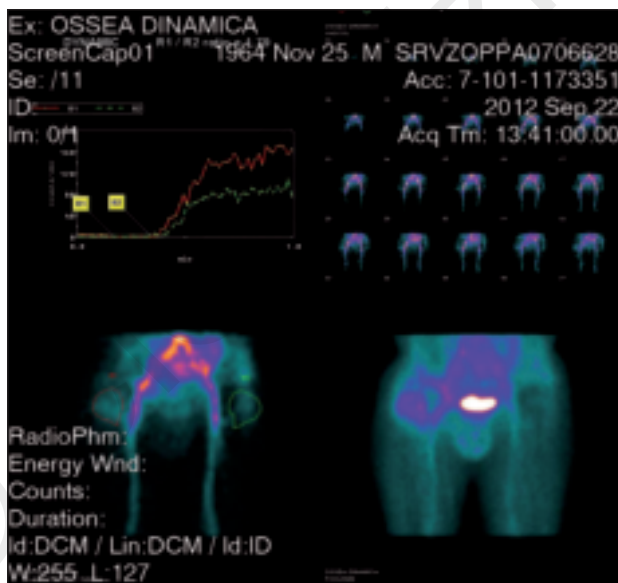 Ex: OSSEA DINAMICA
ScreenCap01 1964 Nov 25 M SRVZOPPA0706628
Se: /11 Acc: 7-101-1173351
ID: 2012 Sep 22
Im: 0/1 Acq Tm: 13:41:00.00
RadioPhm:
Energy Wnd:
Counts:
Duration:
Id:DCM / Lin:DCM / Id:ID
W:255 L:127